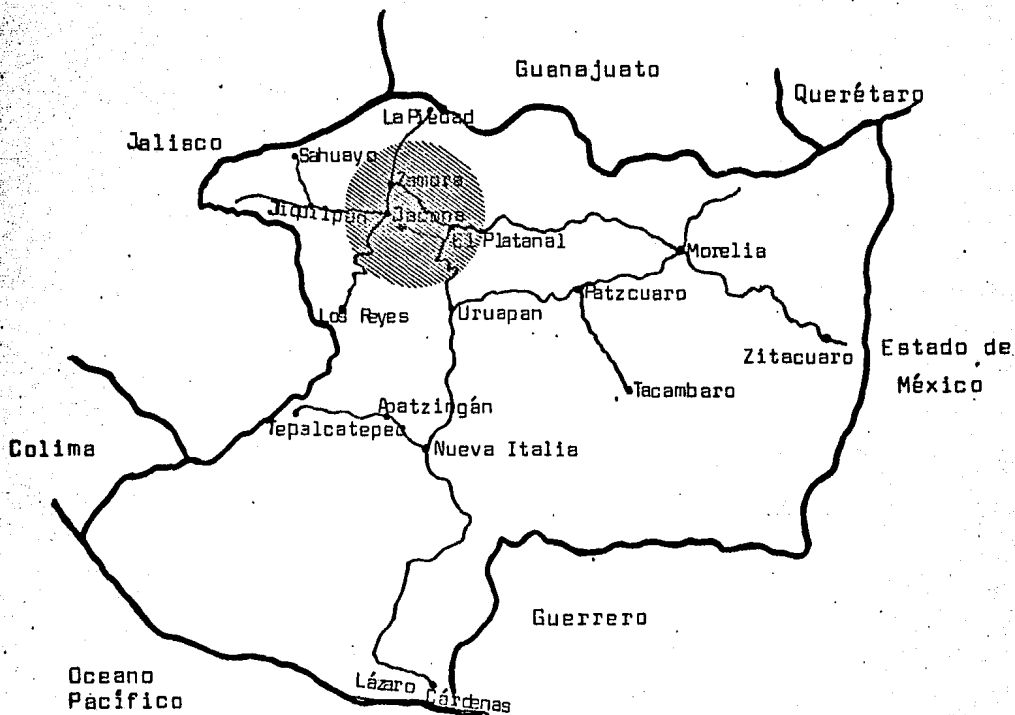 Guanajuato
Querétaro
La Piedad
Jalisco
Sahuayo
Zamora
Jiquilpan
Jacona
El Platanal
Morelia
Patzcuaro
Los Reyes
Uruapan
Zitacuaro
Estado de
México
Tacambaro
Apatzingán
Tepalcatepec
Colima
Nueva Italia
Guerrero
Oceano
Pacífico
Lázaro Cárdenas